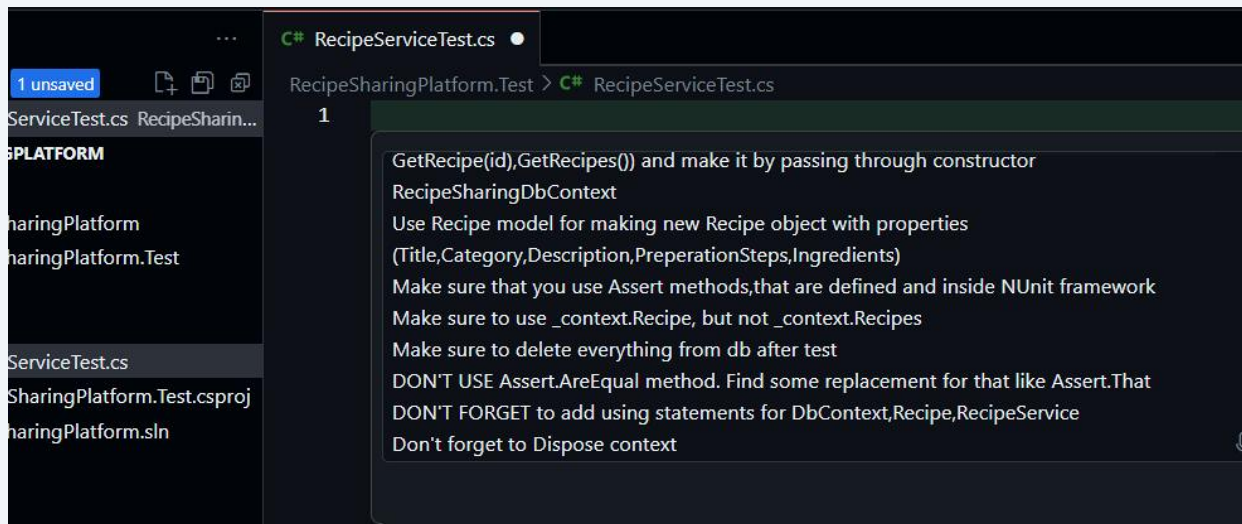 ...
C# RecipeServiceTest.cs ●
1 unsaved
RecipeSharingPlatform.Test > C# RecipeServiceTest.cs
ServiceTest.cs RecipeSharin...
1
GPLATFORM
GetRecipe(id),GetRecipes()) and make it by passing through constructor
RecipeSharingDbContext
haringPlatform
Use Recipe model for making new Recipe object with properties
haringPlatform.Test
(Title,Category,Description,PreperationSteps,Ingredients)
Make sure that you use Assert methods,that are defined and inside NUnit framework
Make sure to use _context.Recipe, but not _context.Recipes
ServiceTest.cs
Make sure to delete everything from db after test
SharingPlatform.Test.csproj
DON'T USE Assert.AreEqual method. Find some replacement for that like Assert.That
haringPlatform.sln
DON'T FORGET to add using statements for DbContext,Recipe,RecipeService
Don't forget to Dispose context